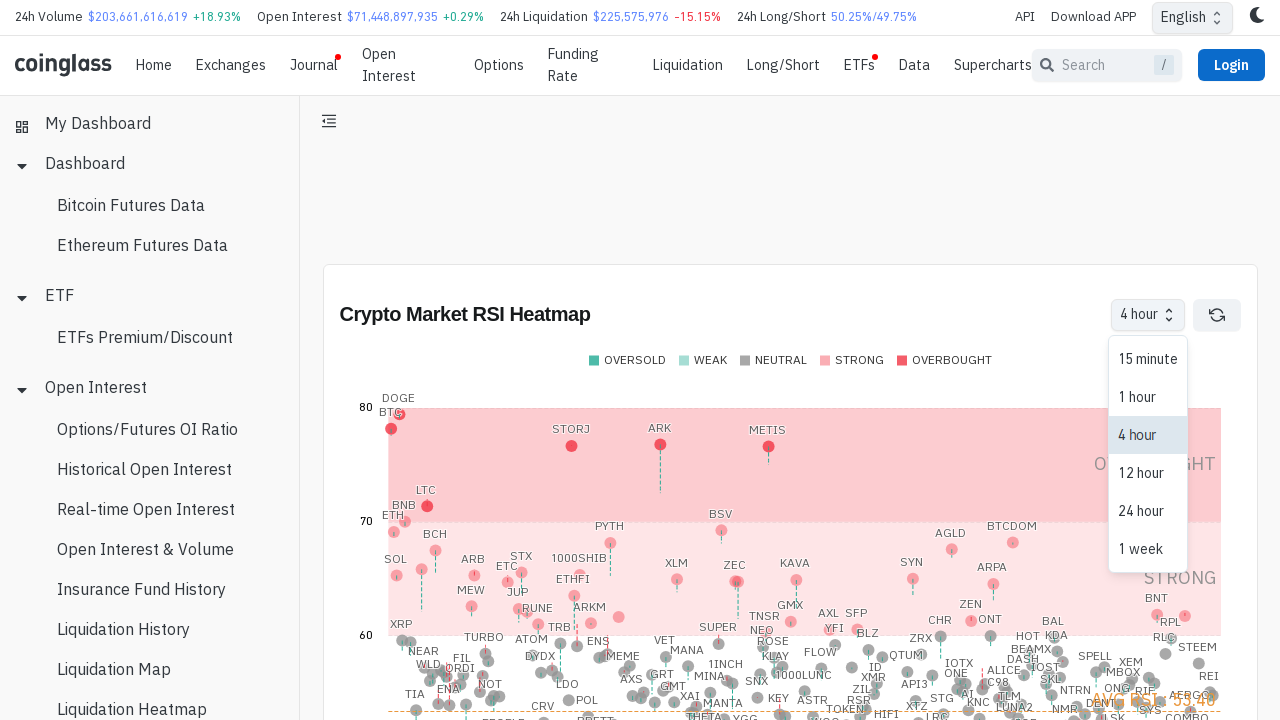 24h Volume $203,661,616,619 +18.93% Open Interest $71,448,897,935 +0.29% 24h Liquidation $225,575,976 -15.15% 24h Long/Short 50.25%/49.75% API Download APP English
coinglass Home Exchanges Journal Open Interest Options Funding Rate Liquidation Long/Short ETFs Data Supercharts Search / Login
My Dashboard
Dashboard
Bitcoin Futures Data
Ethereum Futures Data
ETF
ETFs Premium/Discount
Open Interest
Options/Futures OI Ratio
Historical Open Interest
Real-time Open Interest
Open Interest & Volume
Insurance Fund History
Liquidation History
Liquidation Map
Liquidation Heatmap
Crypto Market RSI Heatmap
4 hour
15 minute
1 hour
4 hour
12 hour
24 hour
1 week
OVERSOLD WEAK NEUTRAL STRONG OVERBOUGHT
80
70
60
STRONG
DOGE
BTC
STORJ
ARK
METIS
LTC
BNB
ETH
BCH
PYTH
BSV
AGLD
BTCDOM
SOL
ARB
ETC
STX
1000SHIB
XLM
ZEC
KAVA
SYN
ARPA
MEW
JUP
ETHFI
RUNE
ARKM
GMX
AXL
SFP
ZEN
BNT
XRP
TURBO
ATOM
TRB
ENS
SUPER
TNSR
NEO
YFI
BLZ
CHR
ONT
BAL
RPL
NEAR
WLD
FIL
ORDI
DYDX
MEME
VET
MANA
ROSE
KLAY
FLOW
ZRX
HOT
KDA
RLC
STEEM
ENA
NOT
LDO
AXS
GRT
GMT
1INCH
MINA
SNX
1000LUNC
ID
XMR
QTUM
API3
IOTX
ONE
BEAMX
DASH
ALICE
IOST
SPELL
XEM
MBOX
REI
TIA
CRV
POL
XAI
MANTA
KEY
ASTR
ZIL
RSR
STG
AI
C98
SKL
NTRN
ONG
RIF
TOKEN
HIFI
XTZ
LRC
KNC
TLM
LUNA2
NMR
DENT
LSK
SYS
COMBO
THETA
YGG
AVG RSI : 53.40